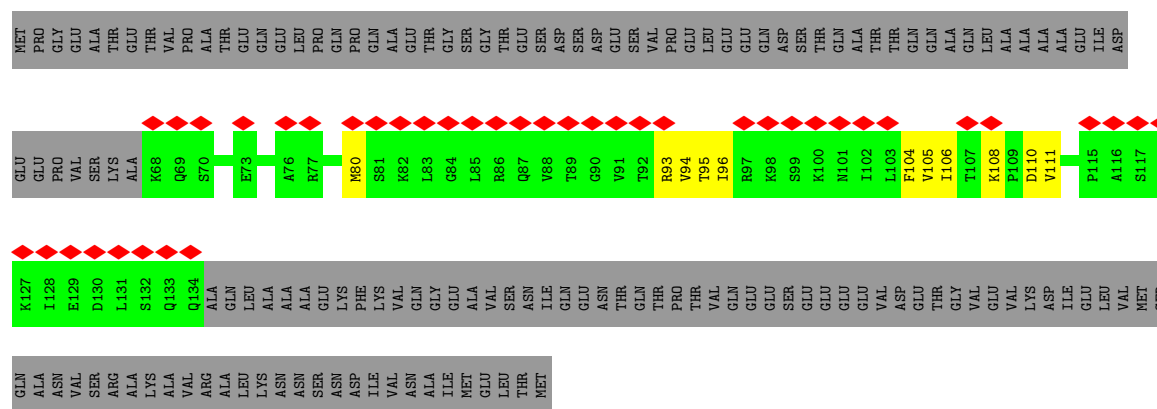 MET PRO GLY GLU ALA THR GLU THR VAL PRO ALA THR GLU GLN GLU LEU PRO GLN PRO GLN ALA GLU THR GLY SER GLY THR GLU SER ASP SER SER ASP GLU SER VAL PRO GLU LEU GLU GLU GLN ASP SER THR GLN ALA THR THR GLN GLN ALA GLN LEU ALA ALA ALA ALA GLU ILE ASP
GLU GLU PRO VAL SER LYS ALA K68 Q69 S70 E73 A76 R77 M80 S81 K82 L83 G84 L85 R86 Q87 V88 T89 G90 V91 T92 R93 V94 T95 I96 R97 K98 S99 K100 N101 I102 L103 F104 V105 I106 T107 K108 P109 D110 V111 P115 A116 S117
K127 I128 E129 D130 L131 S132 Q133 Q134 ALA GLN LEU ALA ALA ALA GLU LYS PHE LYS VAL GLN GLY GLU ALA VAL SER ASN ILE GLN GLU ASN THR GLN THR PRO THR VAL GLN GLU GLU SER GLU GLU GLU GLU VAL ASP GLU THR GLY VAL GLU VAL LYS ASP ILE GLU LEU VAL MET
GLN ALA ASN VAL SER ARG ALA LYS ALA VAL ARG ALA LEU LYS ASN ASN SER ASN ASP ILE VAL ASN ALA ILE MET GLU LEU THR MET